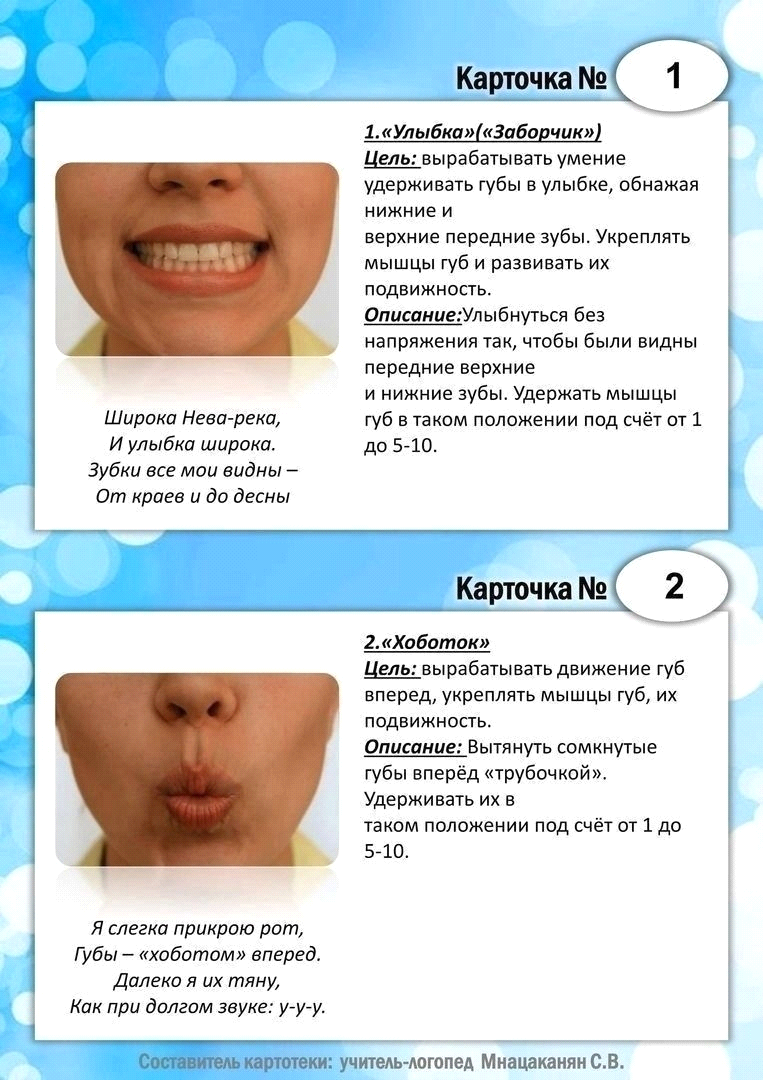 Карточка № 1
1.«Улыбка»(«Заборчик»)
Цель: вырабатывать умение
удерживать губы в улыбке, обнажая
нижние и
верхние передние зубы. Укреплять
мышцы губ и развивать их
подвижность.
Описание:Улыбнуться без
напряжения так, чтобы были видны
передние верхние
и нижние зубы. Удержать мышцы
губ в таком положении под счёт от 1
до 5-10.
Широка Нева-река,
И улыбка широка.
Зубки все мои видны –
От краев и до десны
Карточка № 2
2.«Хоботок»
Цель: вырабатывать движение губ
вперед, укреплять мышцы губ, их
подвижность.
Описание: Вытянуть сомкнутые
губы вперёд «трубочкой».
Удерживать их в
таком положении под счёт от 1 до
5-10.
Я слегка прикрою рот,
Губы – «хоботом» вперед.
Далеко я их тяну,
Как при долгом звуке: у-у-у.
Составитель картотеки: учитель-логопед Мнацаканян С.В.